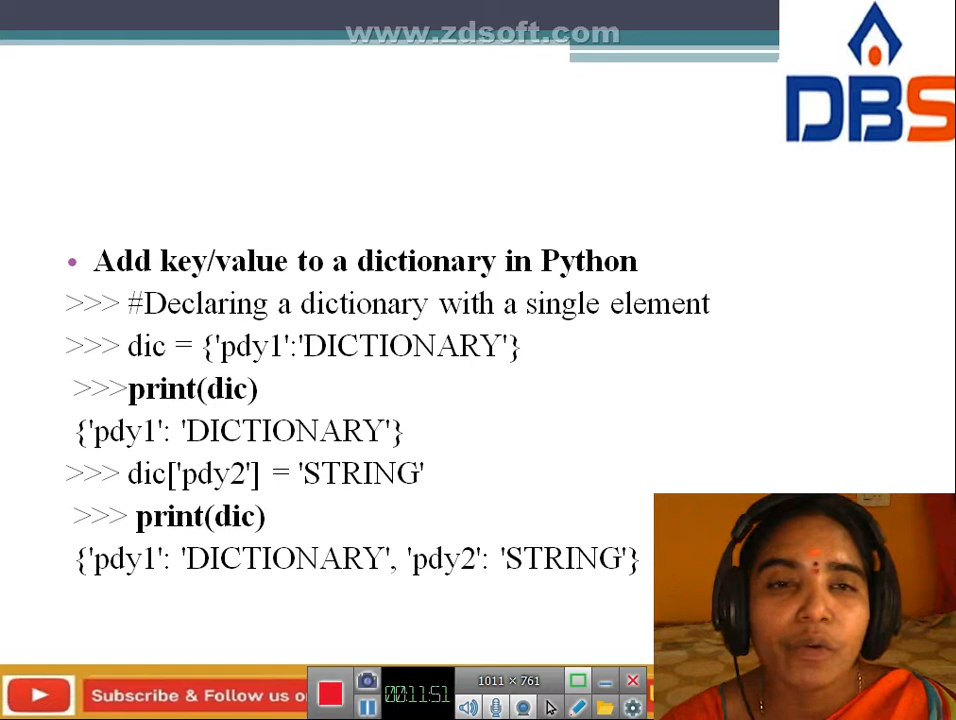 www.zdsoft.com
DBS
• Add key/value to a dictionary in Python
>>> #Declaring a dictionary with a single element
>>> dic = {'pdy1':'DICTIONARY'}
>>>print(dic)
{'pdy1': 'DICTIONARY'}
>>> dic['pdy2'] = 'STRING'
>>> print(dic)
{'pdy1': 'DICTIONARY', 'pdy2': 'STRING'}
Subscribe & Follow us o
00:11:51
1011 × 761